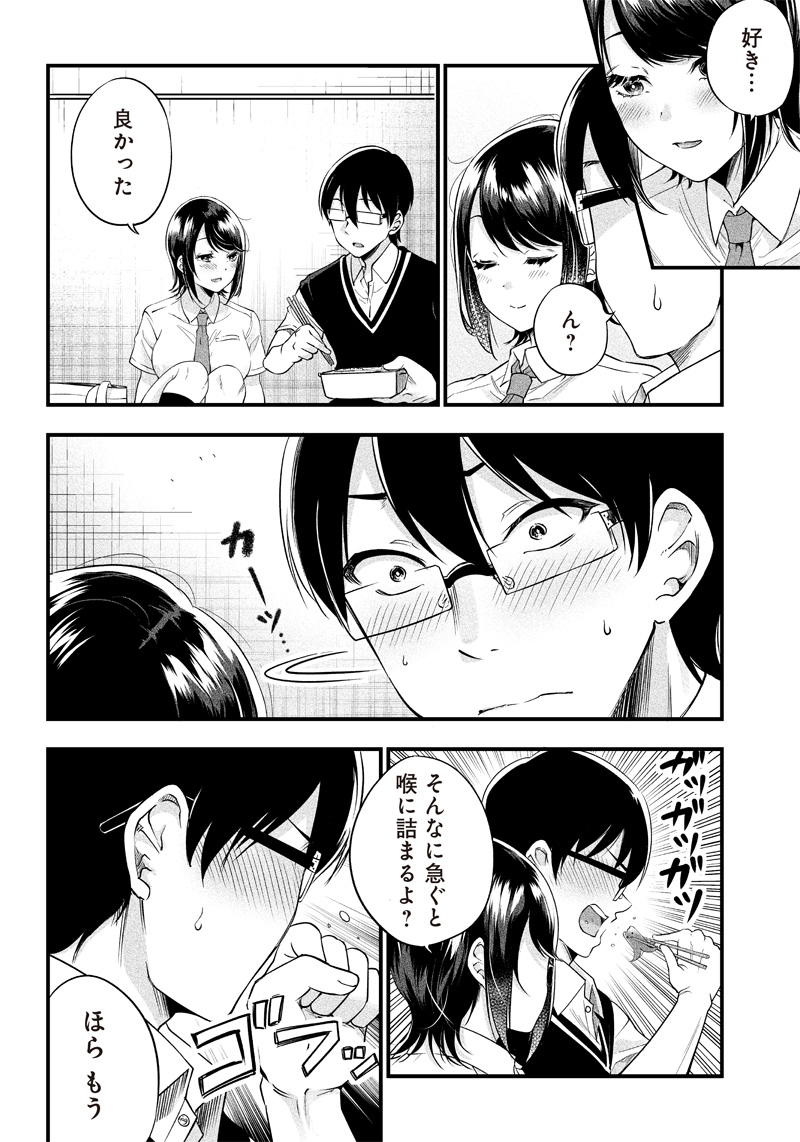 好き…
ん?
良かった
カーッ
ガツガツガツ
そんなに急ぐと
喉に詰まるよ?
ゴフッ
ほら もう